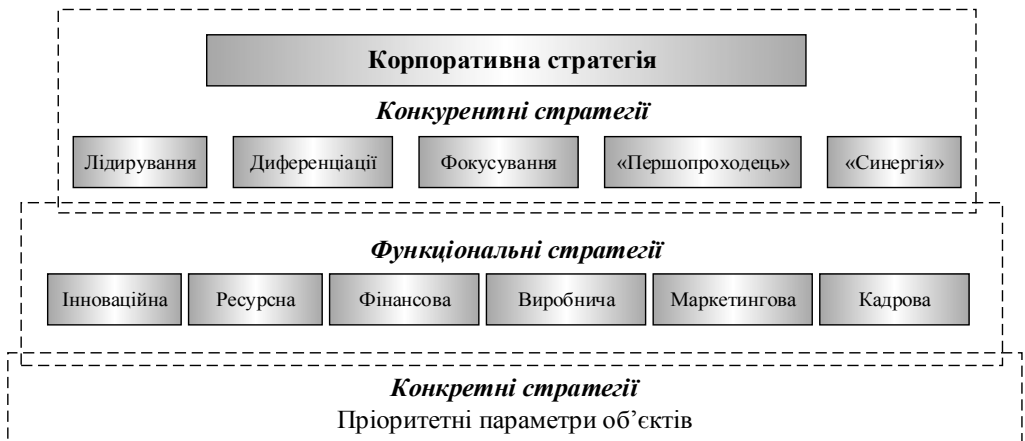 Корпоративна стратегія
Конкурентні стратегії
Лідирування Диференціації Фокусування «Першопроходець» «Синергія»
Функціональні стратегії
Інноваційна Ресурсна Фінансова Виробнича Маркетингова Кадрова
Конкретні стратегії
Пріоритетні параметри об’єктів